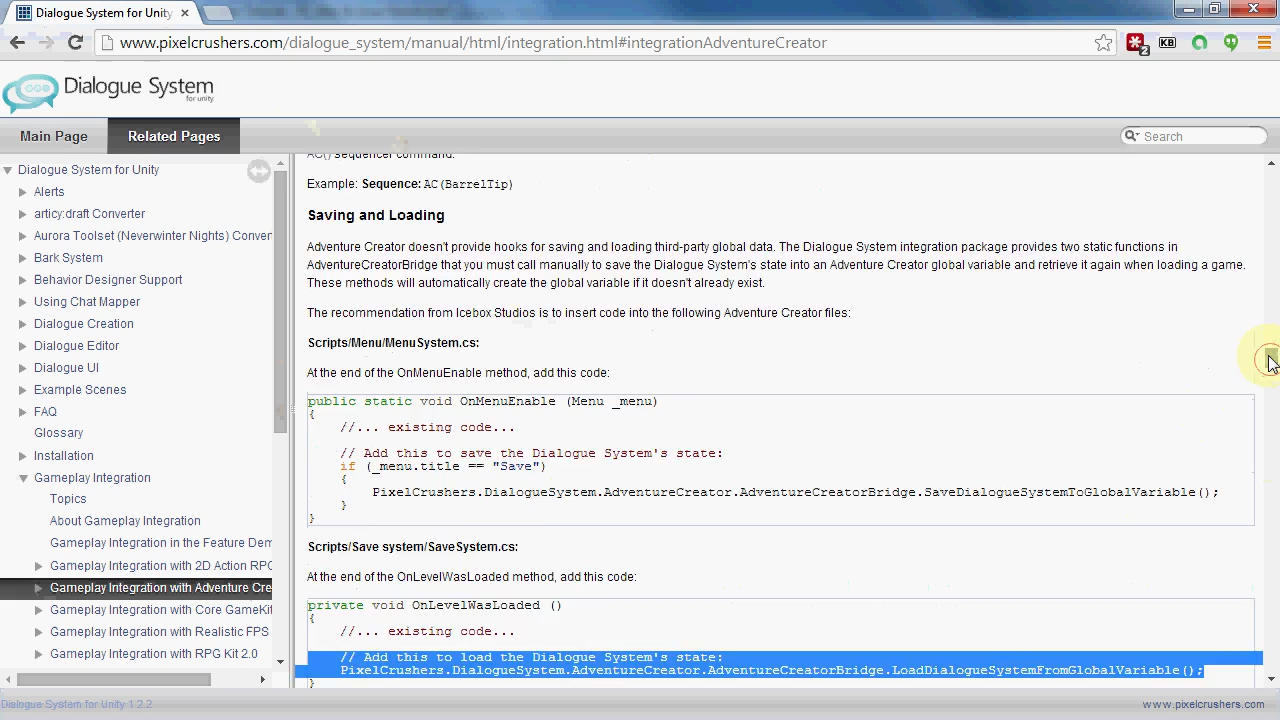 Dialogue System for Unity
www.pixelcrushers.com/dialogue_system/manual/html/integration.html#integrationAdventureCreator
2
KB
Dialogue System
for unity
Main Page
Related Pages
Search
Dialogue System for Unity
Alerts
articy:draft Converter
Aurora Toolset (Neverwinter Nights) Conver
Bark System
Behavior Designer Support
Using Chat Mapper
Dialogue Creation
Dialogue Editor
Dialogue UI
Example Scenes
FAQ
Glossary
Installation
Gameplay Integration
Topics
About Gameplay Integration
Gameplay Integration in the Feature Dem
Gameplay Integration with 2D Action RPG
Gameplay Integration with Adventure Cre
Gameplay Integration with Core GameKit
Gameplay Integration with Realistic FPS
Gameplay Integration with RPG Kit 2.0
AC() sequencer command.
Example: Sequence: AC(BarrelTip)
Saving and Loading
Adventure Creator doesn't provide hooks for saving and loading third-party global data. The Dialogue System integration package provides two static functions in
AdventureCreatorBridge that you must call manually to save the Dialogue System's state into an Adventure Creator global variable and retrieve it again when loading a game.
These methods will automatically create the global variable if it doesn't already exist.
The recommendation from Icebox Studios is to insert code into the following Adventure Creator files:
Scripts/Menu/MenuSystem.cs:
At the end of the OnMenuEnable method, add this code:
public static void OnMenuEnable (Menu _menu)
{
//... existing code...
// Add this to save the Dialogue System's state:
if (_menu.title == "Save")
{
PixelCrushers.DialogueSystem.AdventureCreator.AdventureCreatorBridge.SaveDialogueSystemToGlobalVariable();
}
}
Scripts/Save system/SaveSystem.cs:
At the end of the OnLevelWasLoaded method, add this code:
private void OnLevelWasLoaded ()
{
//... existing code...
// Add this to load the Dialogue System's state:
PixelCrushers.DialogueSystem.AdventureCreator.AdventureCreatorBridge.LoadDialogueSystemFromGlobalVariable();
}
Dialogue System for Unity 1.2.2
www.pixelcrushers.com